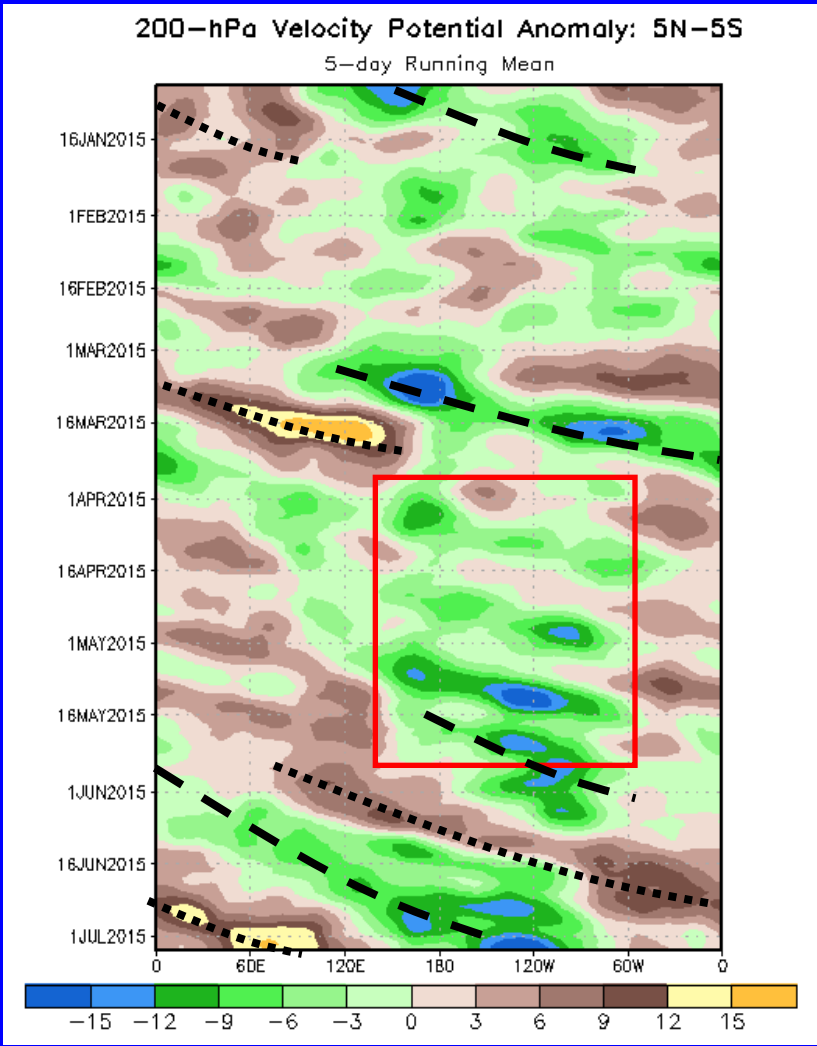 200-hPa Velocity Potential Anomaly: 5N-5S
5-day Running Mean
16JAN2015
1FEB2015
16FEB2015
1MAR2015
16MAR2015
1APR2015
16APR2015
1MAY2015
16MAY2015
1JUN2015
16JUN2015
1JUL2015
0 60E 120E 180 120W 60W 0
-15 -12 -9 -6 -3 0 3 6 9 12 15